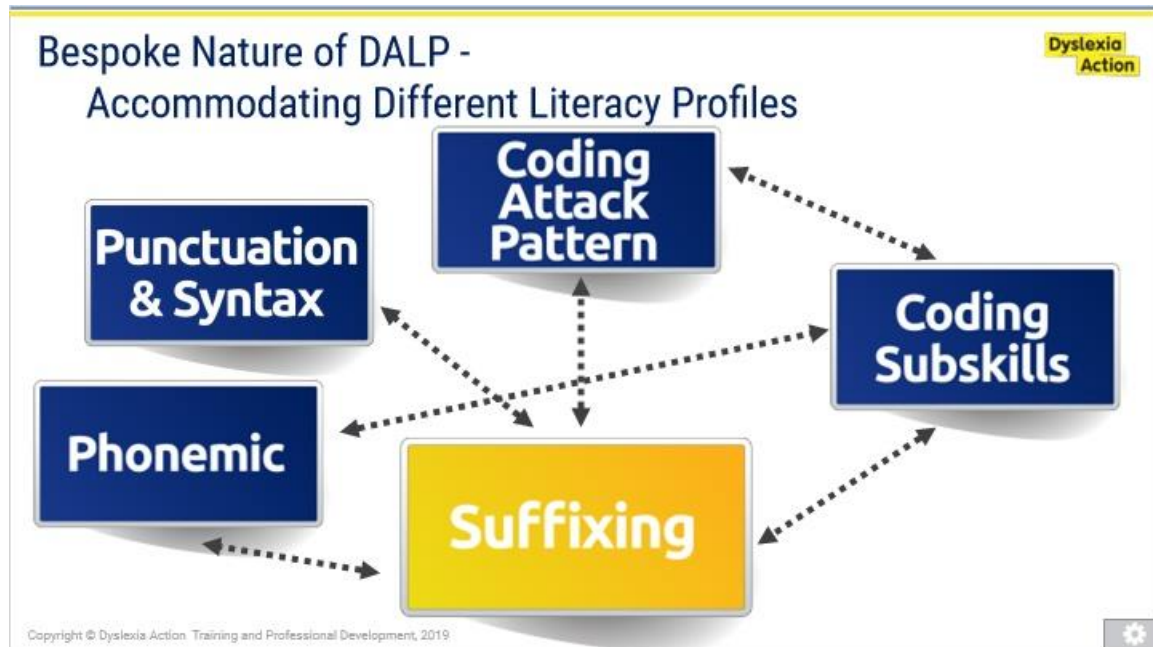 Bespoke Nature of DALP -
Accommodating Different Literacy Profiles
Dyslexia
Action
Coding
Attack
Pattern
Punctuation
& Syntax
Coding
Subskills
Phonemic
Suffixing
Copyright © Dyslexia Action Training and Professional Development, 2019